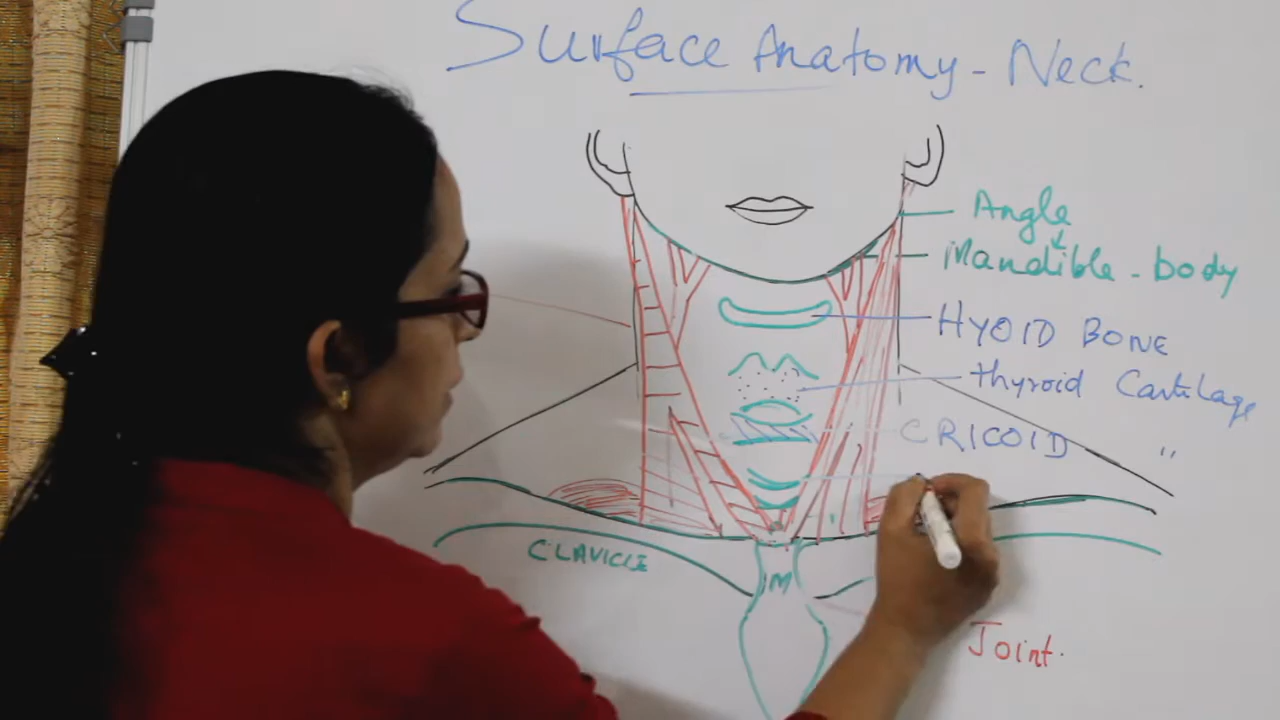 Surface Anatomy - Neck.
Angle
Mandible - body
HYOID BONE
thyroid Cartilage
CRICOID "
CLAVICLE
M
Joint.